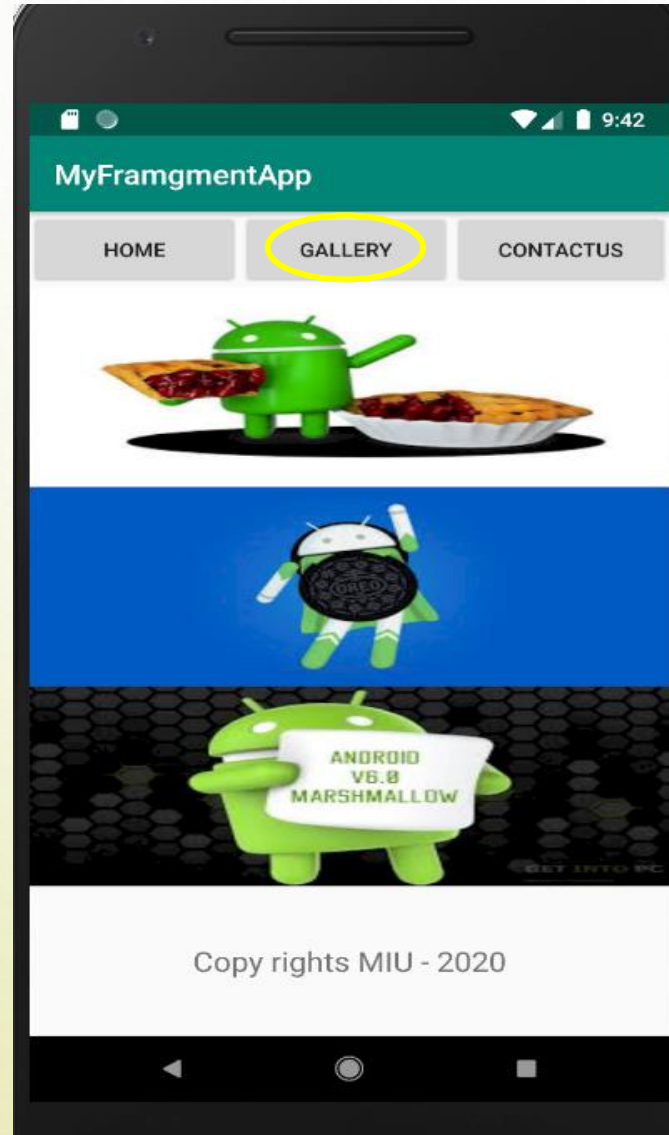 9:42
MyFramgmentApp
HOME GALLERY CONTACTUS
OREO
ANDROID
V6.0
MARSHMALLOW
GET INTO PC
Copy rights MIU - 2020